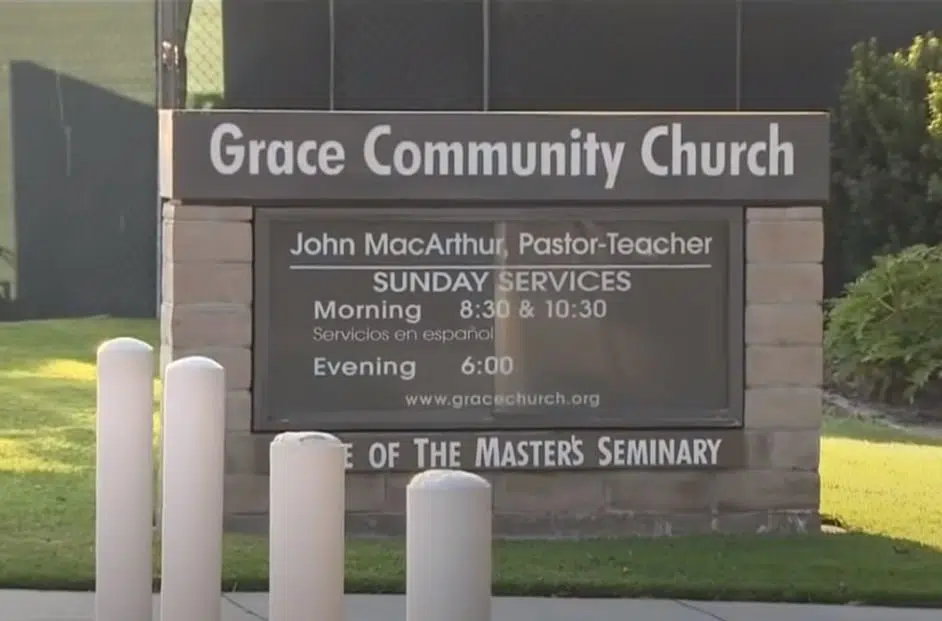 Grace Community Church
John MacArthur, Pastor-Teacher
SUNDAY SERVICES
Morning 8:30 & 10:30
Servicios en español
Evening 6:00
www.gracechurch.org
OF THE MASTER'S SEMINARY